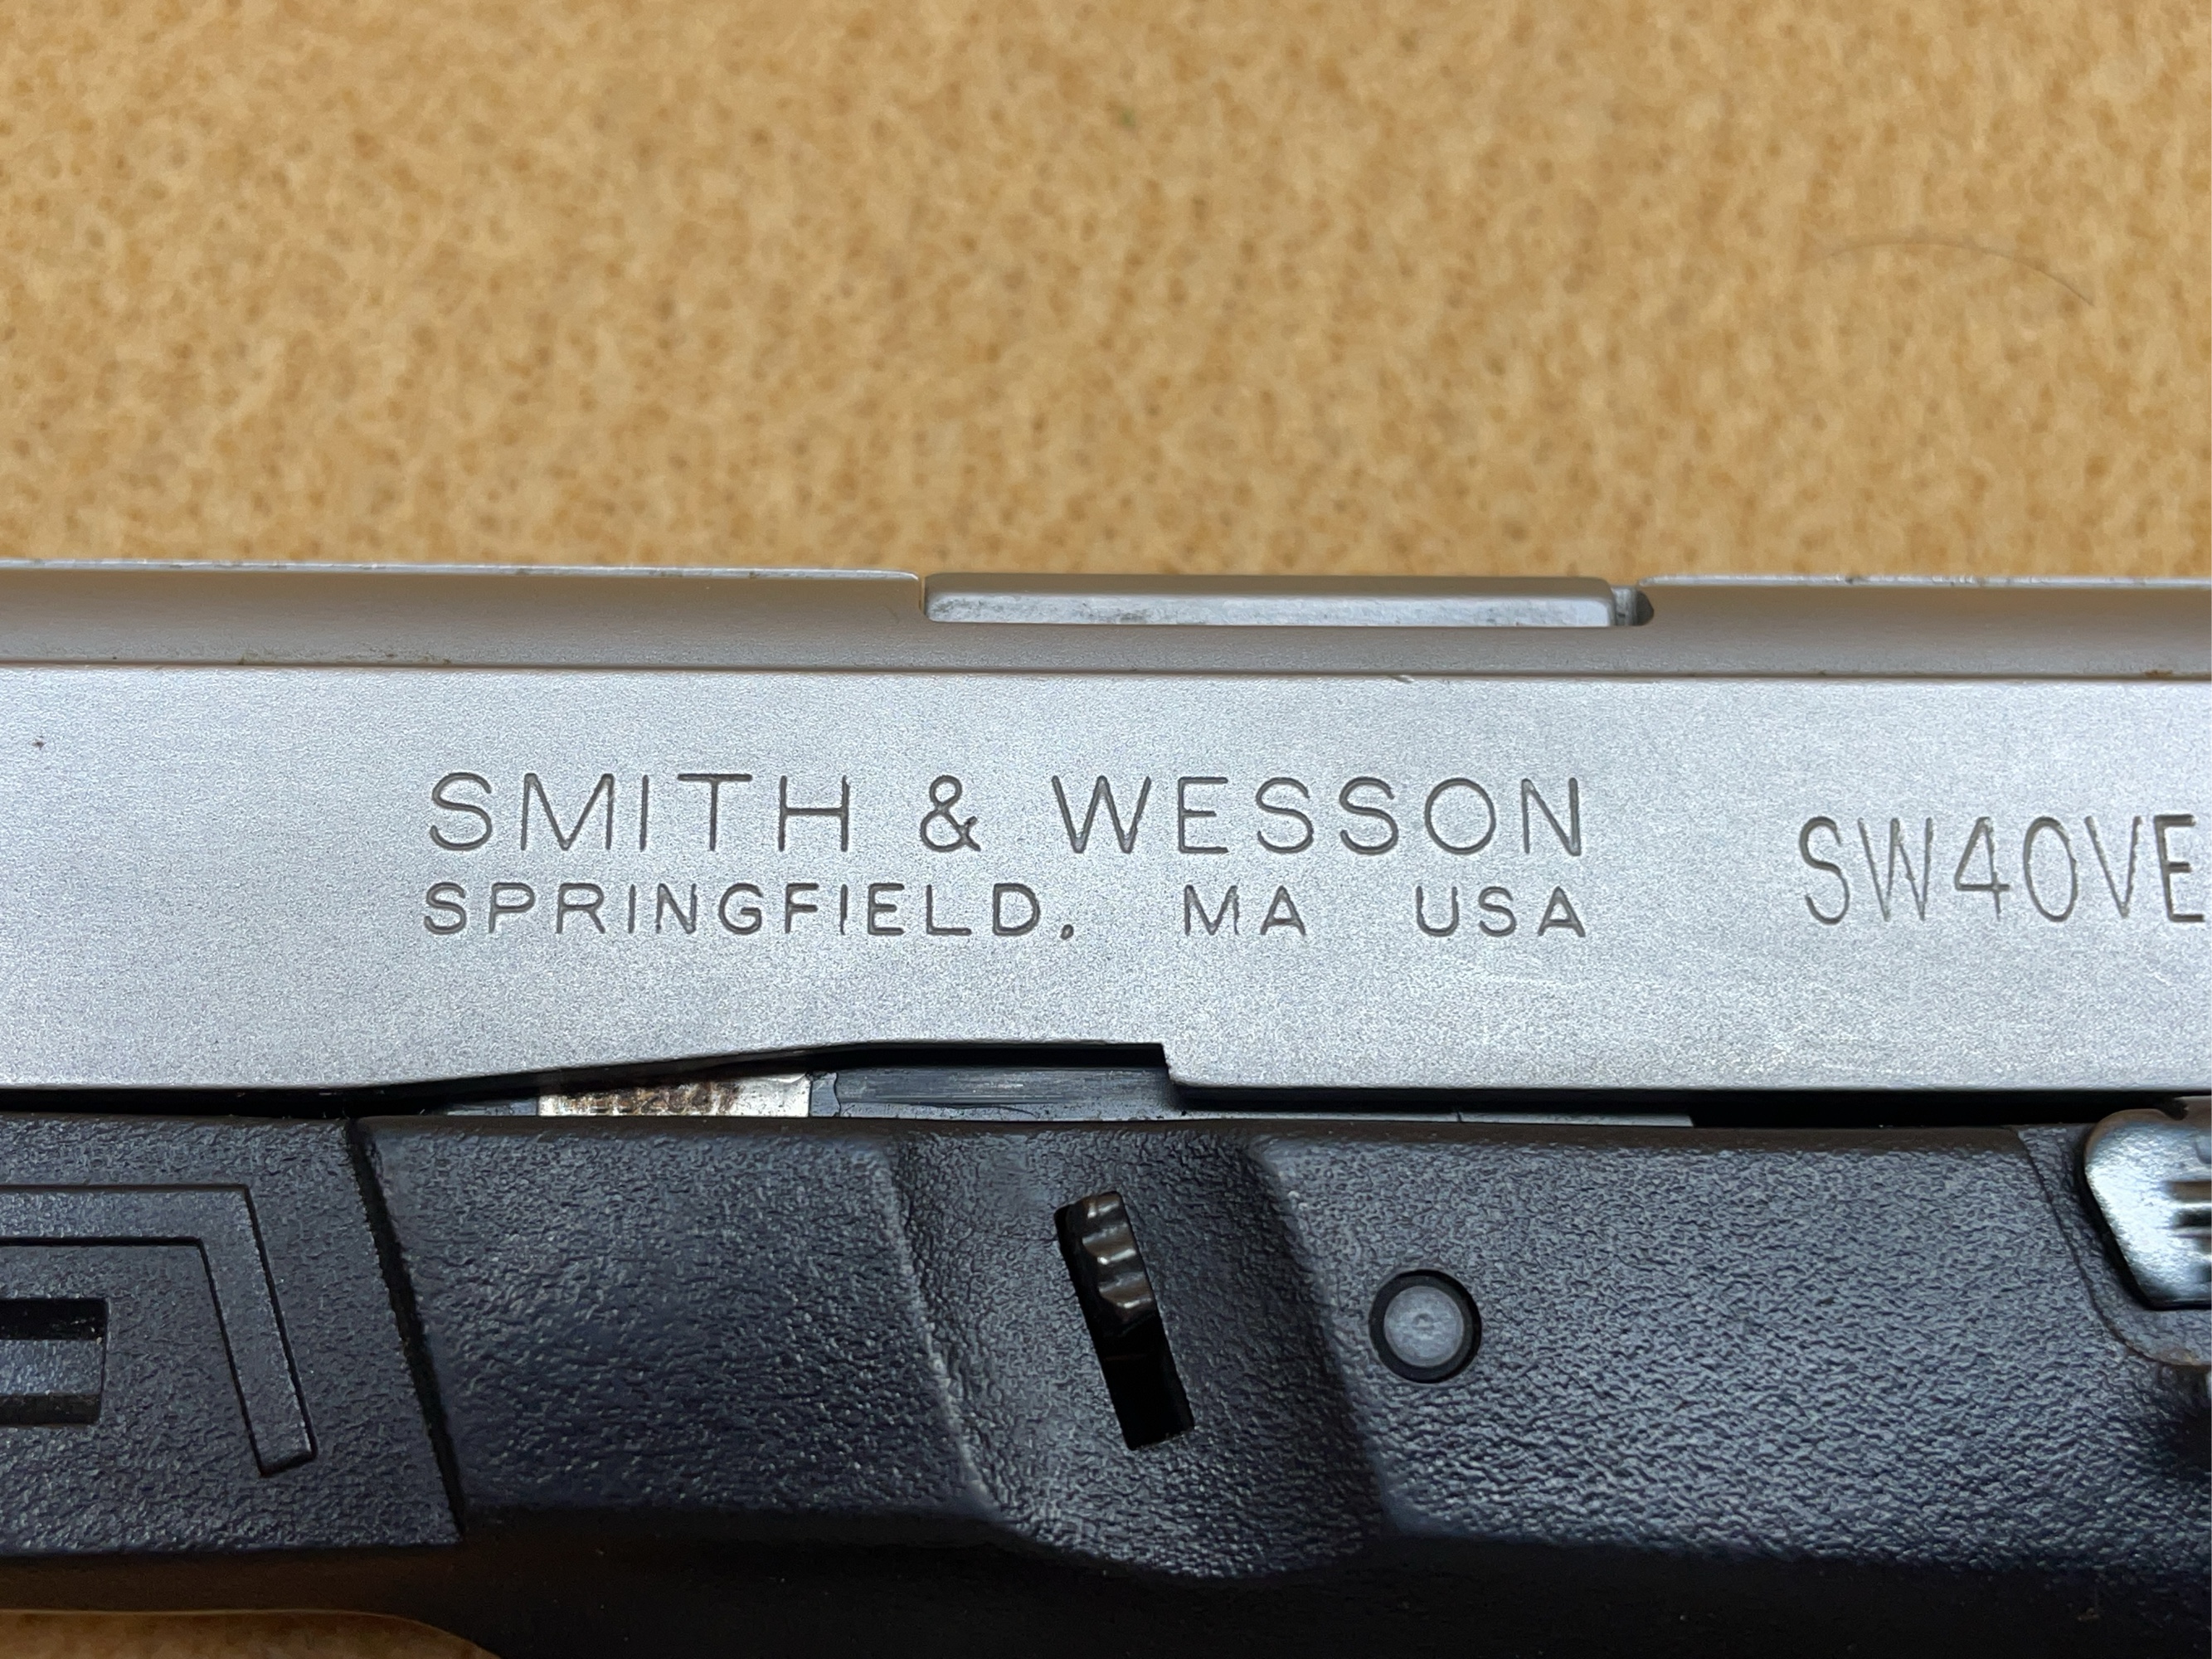 SMITH & WESSON
SPRINGFIELD, MA USA
SW40VE